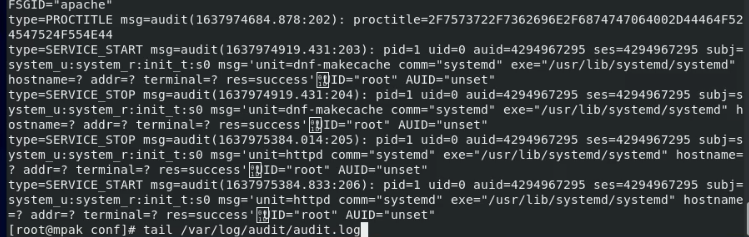 FSGID="apache"
type=PROCTITLE msg=audit(1637974684.878:202): proctitle=2F7573722F7362696E2F6874747064002D44464F52
4547524F554E44
type=SERVICE_START msg=audit(1637974919.431:203): pid=1 uid=0 auid=4294967295 ses=4294967295 subj=
system_u:system_r:init_t:s0 msg='unit=dnf-makecache comm="systemd" exe="/usr/lib/systemd/systemd"
hostname=? addr=? terminal=? res=success'UID="root" AUID="unset"
type=SERVICE_STOP msg=audit(1637974919.431:204): pid=1 uid=0 auid=4294967295 ses=4294967295 subj=s
ystem_u:system_r:init_t:s0 msg='unit=dnf-makecache comm="systemd" exe="/usr/lib/systemd/systemd" h
ostname=? addr=? terminal=? res=success'UID="root" AUID="unset"
type=SERVICE_STOP msg=audit(1637975384.014:205): pid=1 uid=0 auid=4294967295 ses=4294967295 subj=s
ystem_u:system_r:init_t:s0 msg='unit=httpd comm="systemd" exe="/usr/lib/systemd/systemd" hostname=
? addr=? terminal=? res=success'UID="root" AUID="unset"
type=SERVICE_START msg=audit(1637975384.833:206): pid=1 uid=0 auid=4294967295 ses=4294967295 subj=
system_u:system_r:init_t:s0 msg='unit=httpd comm="systemd" exe="/usr/lib/systemd/systemd" hostname
=? addr=? terminal=? res=success'UID="root" AUID="unset"
[root@mpak conf]# tail /var/log/audit/audit.log